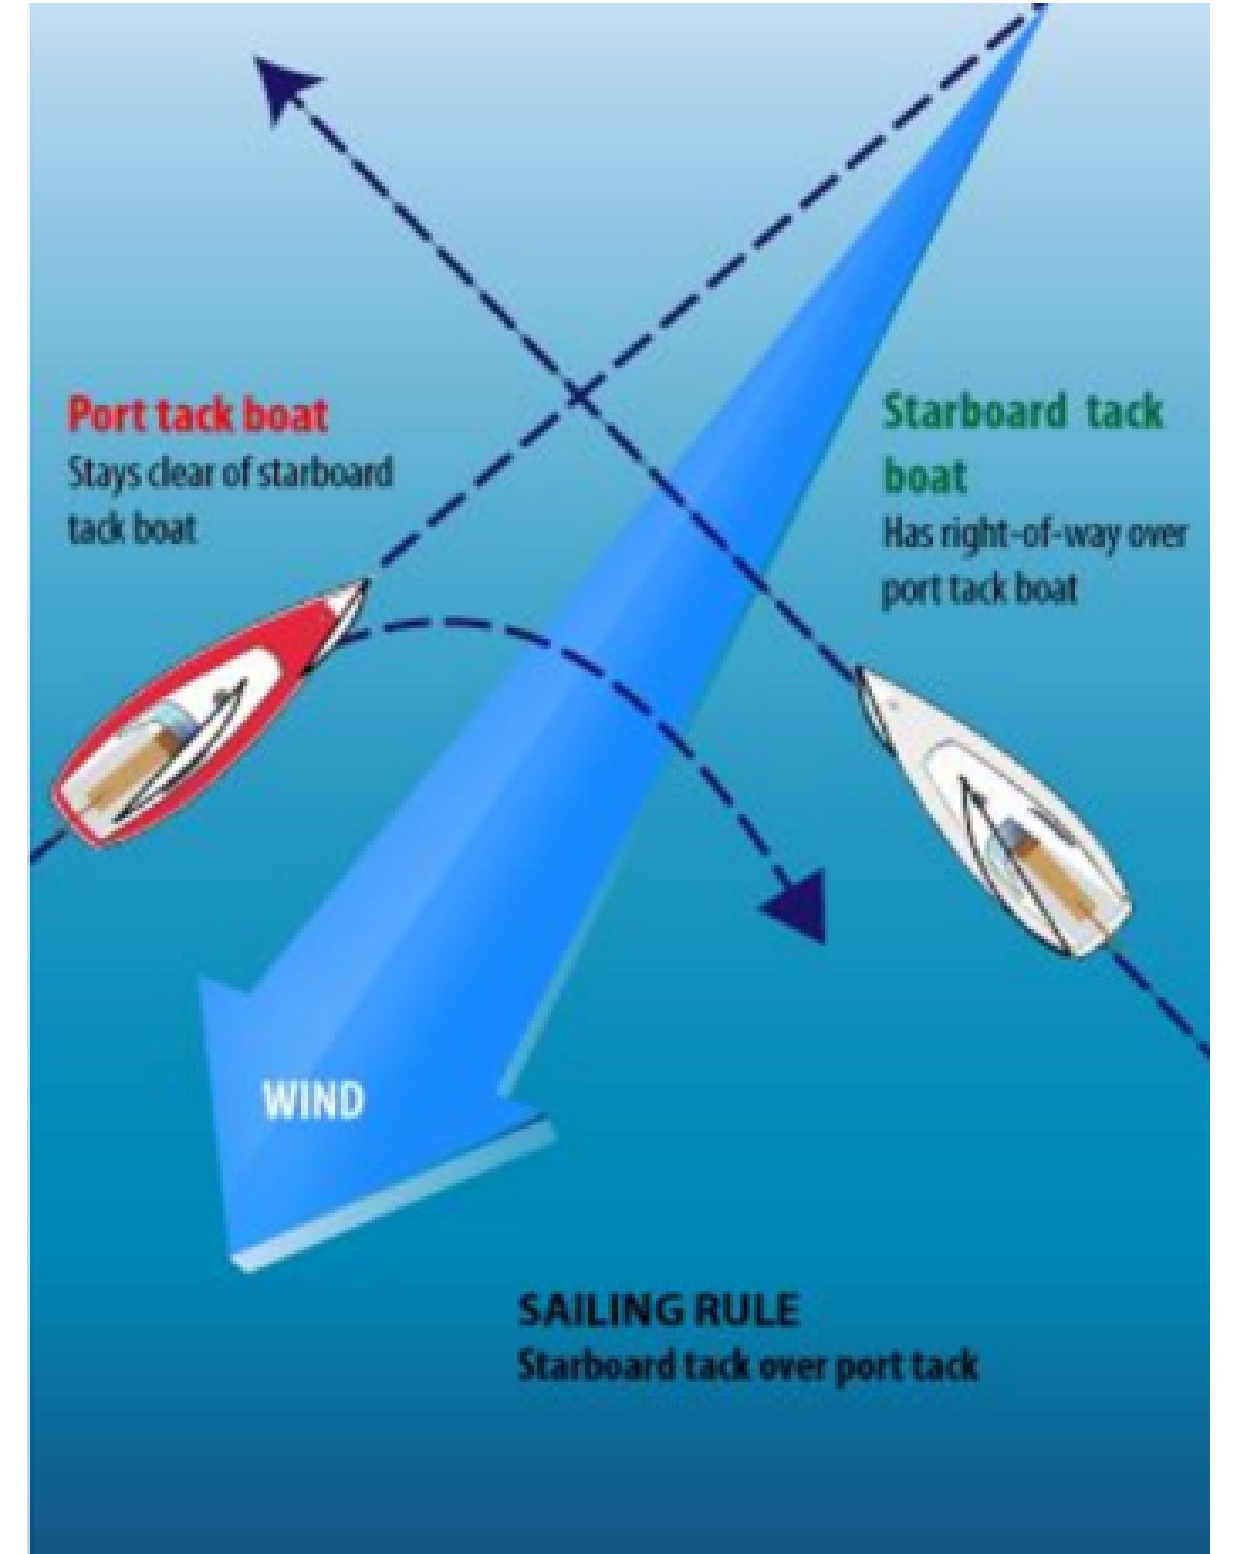 Port tack boat
Stays clear of starboard
tack boat
Starboard tack
boat
Has right-of-way over
port tack boat
WIND
SAILING RULE
Starboard tack over port tack